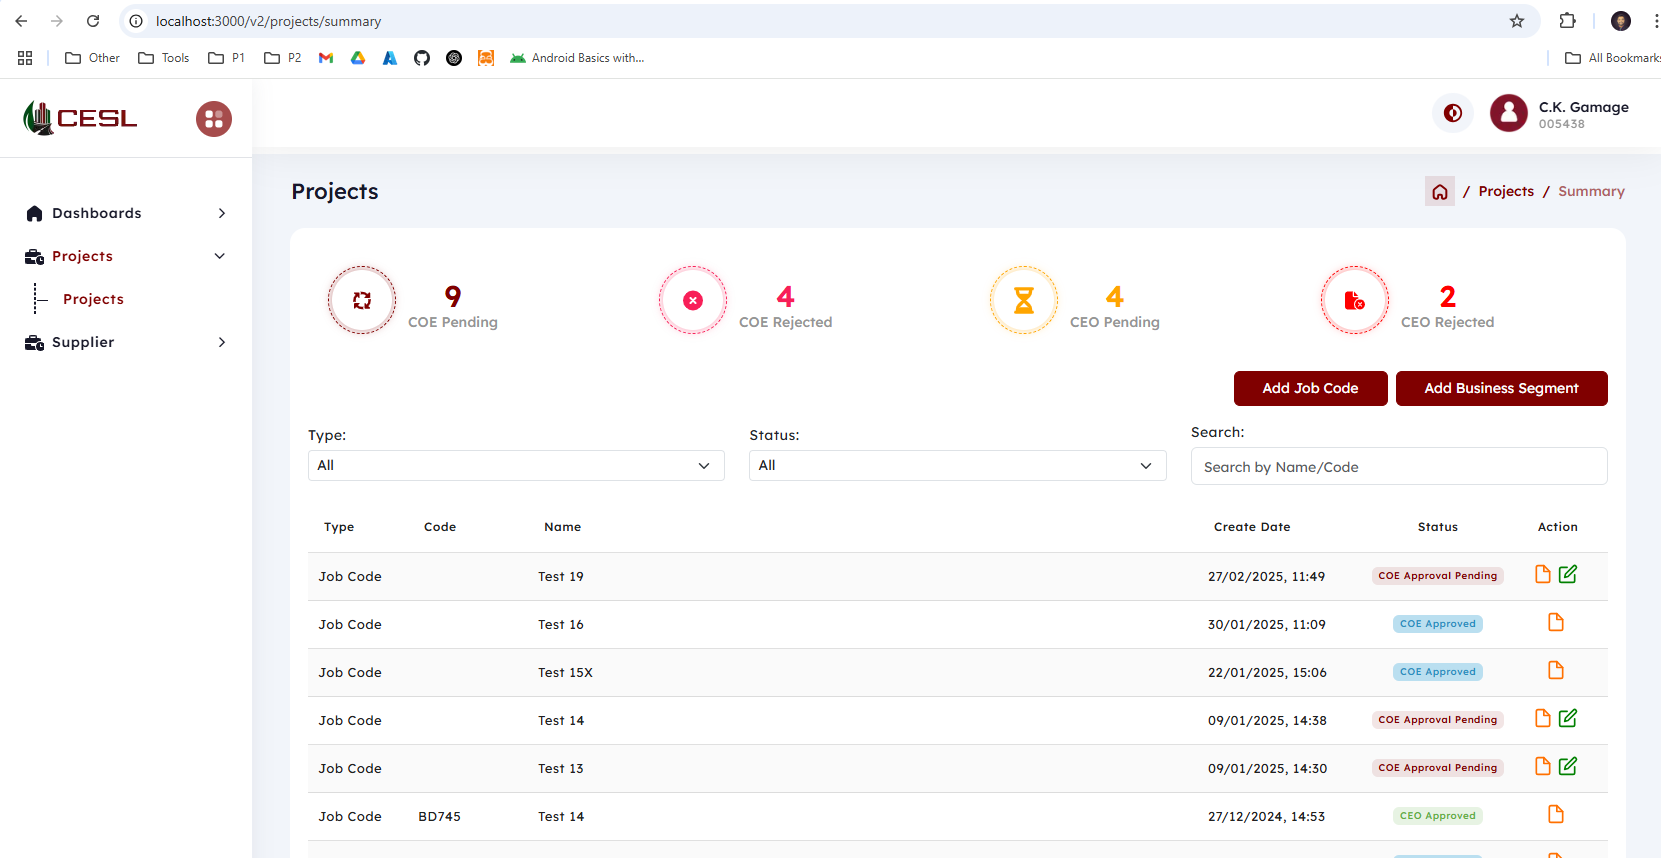 localhost:3000/v2/projects/summary
Other
Tools
P1
P2
Android Basics with...
All Bookmarks
CESL
C.K. Gamage
005438
Dashboards
Projects
Projects
Supplier
Projects
/ Projects / Summary
9
COE Pending
4
COE Rejected
4
CEO Pending
2
CEO Rejected
Add Job Code
Add Business Segment
Type:
Status:
Search:
All
All
Search by Name/Code
Type Code Name Create Date Status Action
Job Code Test 19 27/02/2025, 11:49 COE Approval Pending
Job Code Test 16 30/01/2025, 11:09 COE Approved
Job Code Test 15X 22/01/2025, 15:06 COE Approved
Job Code Test 14 09/01/2025, 14:38 COE Approval Pending
Job Code Test 13 09/01/2025, 14:30 COE Approval Pending
Job Code BD745 Test 14 27/12/2024, 14:53 CEO Approved